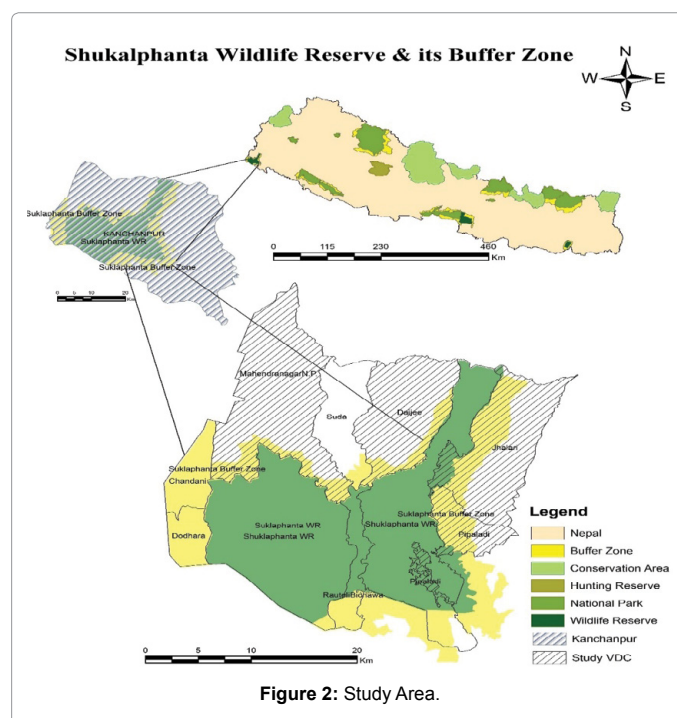 Shukalphanta Wildlife Reserve & its Buffer Zone
N
W E
S
Suklaphanta Buffer Zone
KANCHANPUR
Suklaphanta WR
Suklaphanta Buffer Zone
0 5 10 20
Km
0 115 230 460
Km
Mahendranagar N.P.
Suda
Daijee
Jhalari
Suklaphanta Buffer Zone
Chandani
Dodhara
Suklaphanta WR
Shuklaphanta WR
Suklaphanta Buffer Zone
Shuklaphanta WR
Pipaladi
Pipaladi
RauteliBichawa
0 5 10 20
Km
Legend
Nepal
Buffer Zone
Conservation Area
Hunting Reserve
National Park
Wildlife Reserve
Kanchanpur
Study VDC
Figure 2: Study Area.